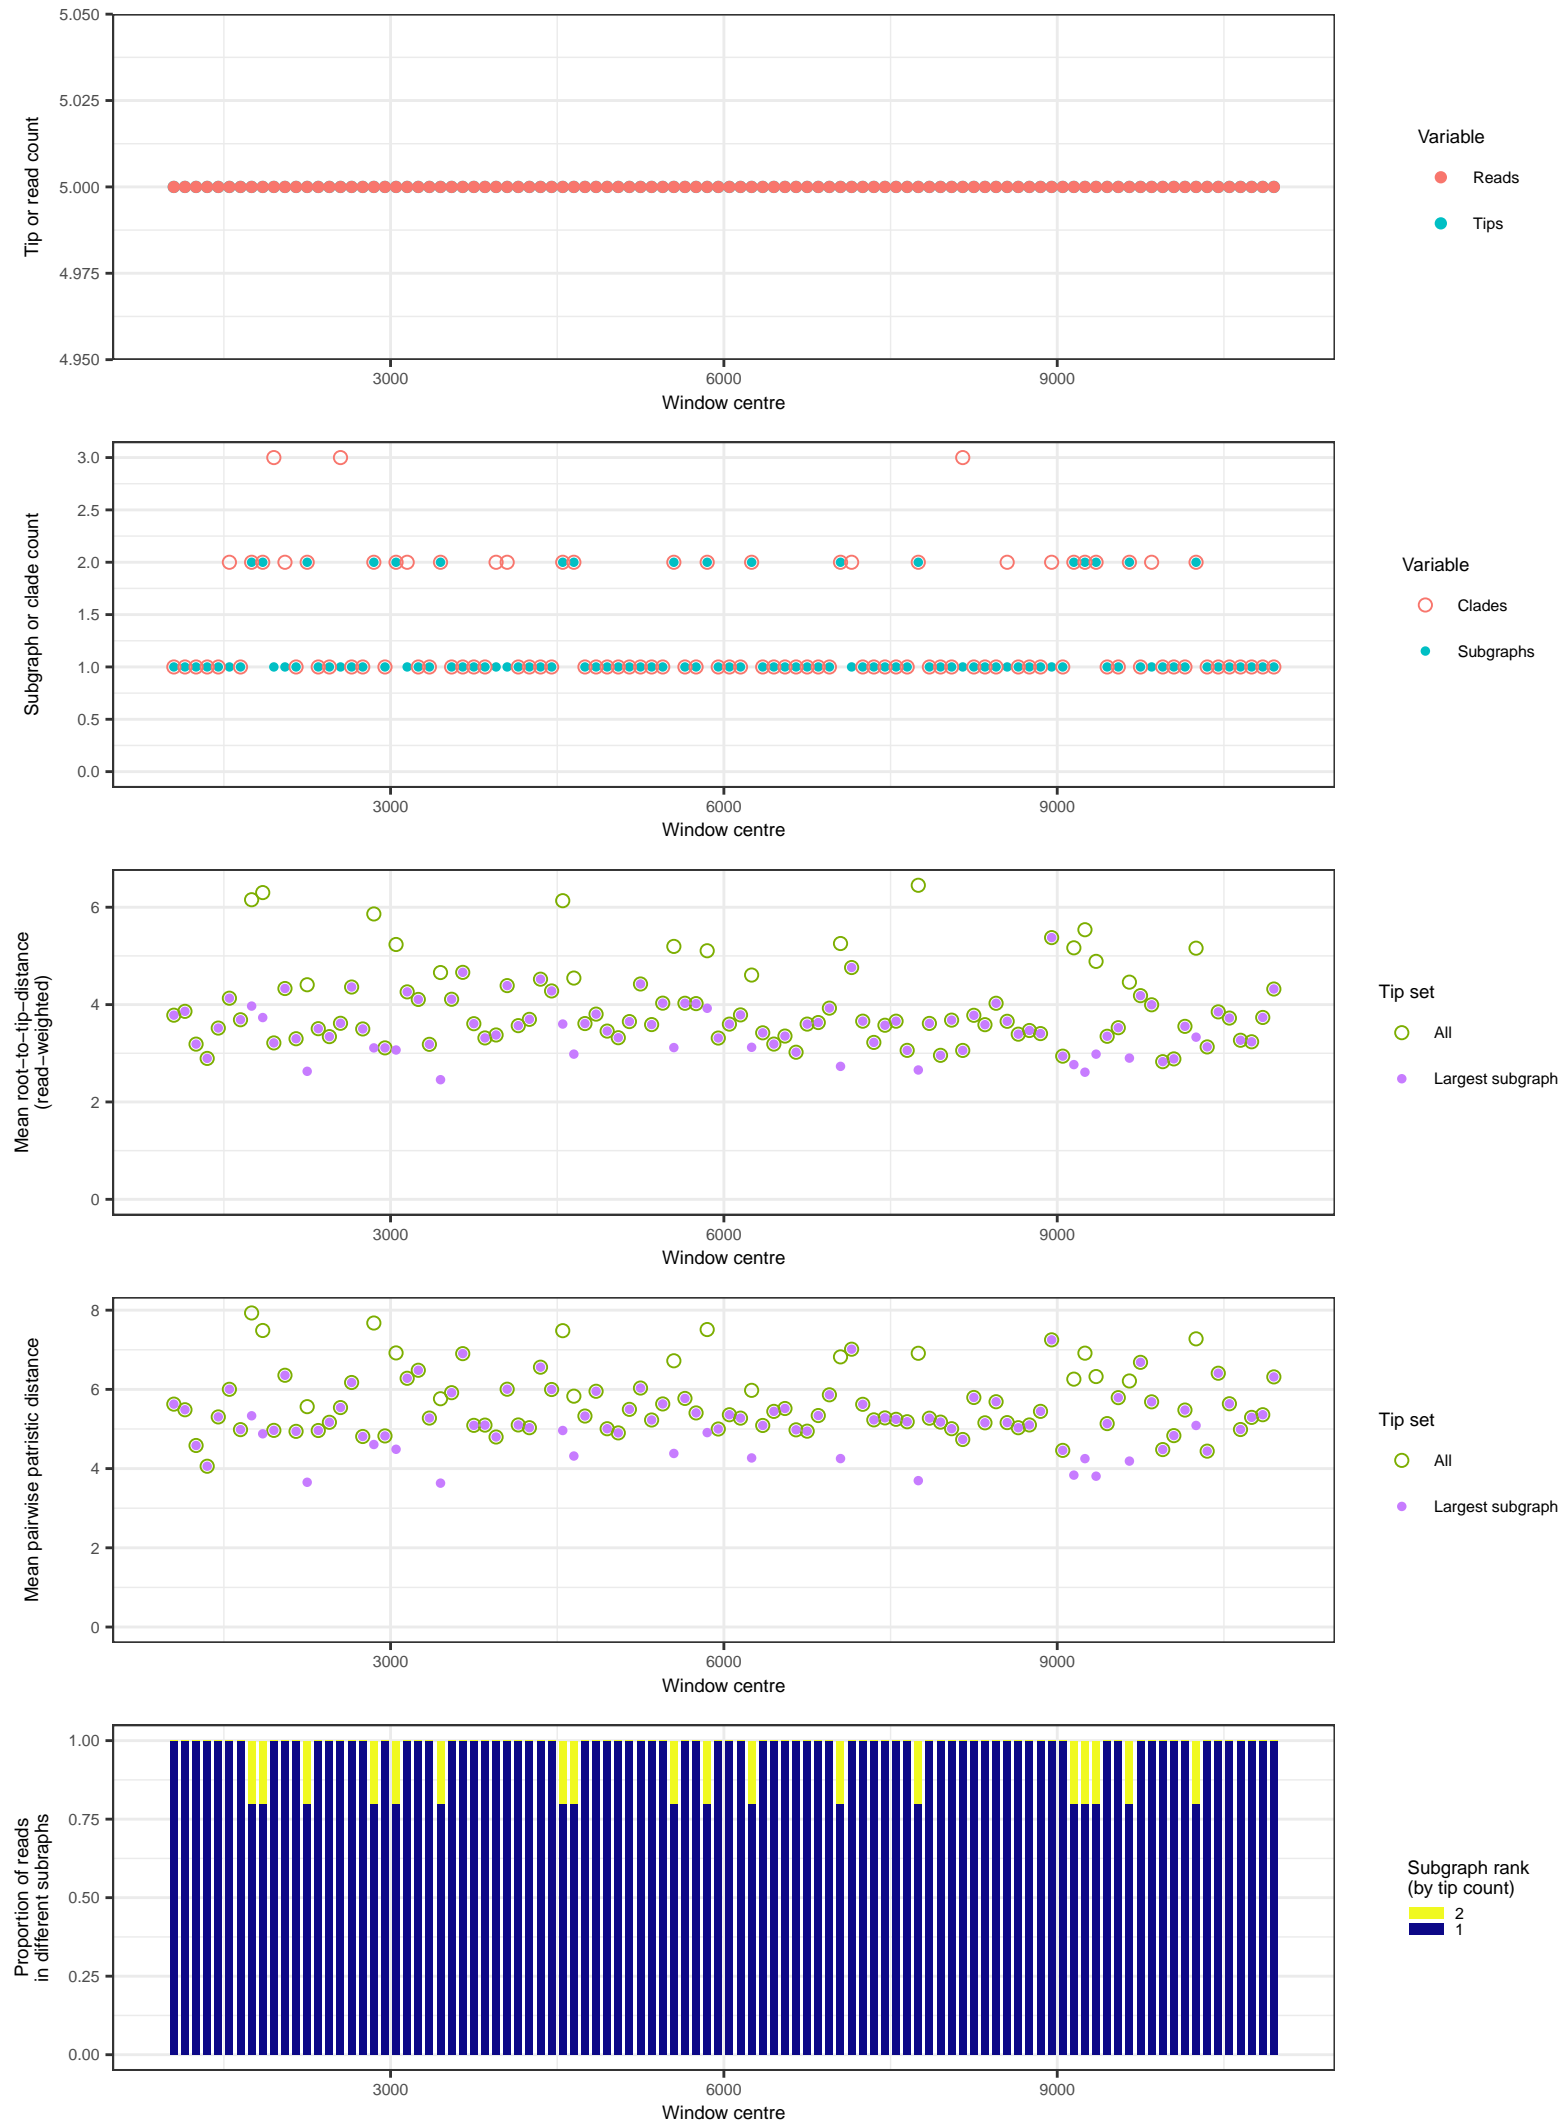 5.050
5.025
5.000
4.975
4.950
Tip or read count
3000
6000
9000
Window centre
Variable
Reads
Tips
3.0
2.5
2.0
1.5
1.0
0.5
0.0
Subgraph or clade count
3000
6000
9000
Window centre
Variable
Clades
Subgraphs
6
4
2
0
Mean root−to−tip−distance
(read−weighted)
3000
6000
9000
Window centre
Tip set
All
Largest subgraph
8
6
4
2
0
Mean pairwise patristic distance
3000
6000
9000
Window centre
Tip set
All
Largest subgraph
1.00
0.75
0.50
0.25
0.00
Proportion of reads
in different subraphs
3000
6000
9000
Window centre
Subgraph rank
(by tip count)
2
1